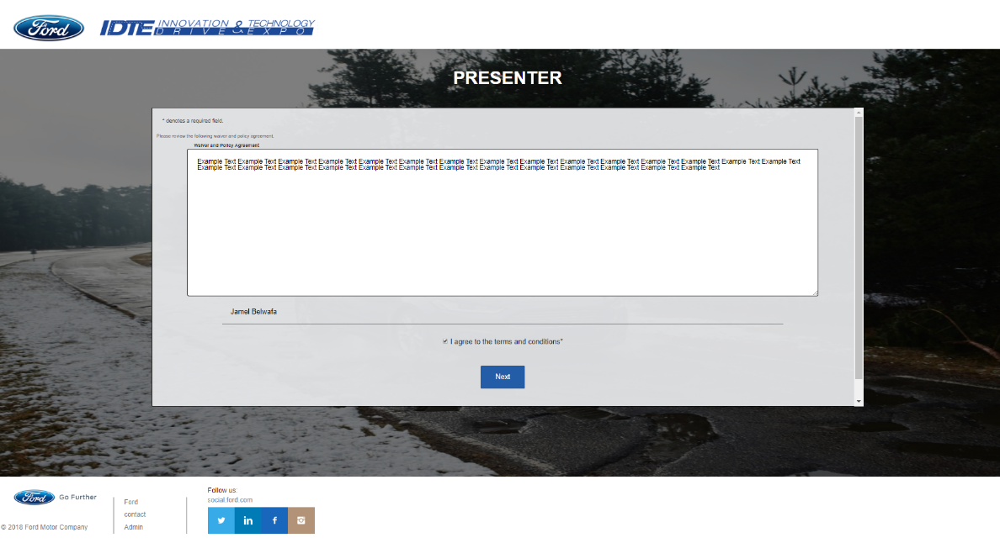 Ford
IDTE INNOVATION & TECHNOLOGY
DRIVE & EXPO
PRESENTER
* denotes a required field.
Please review the following waiver and policy agreement.
Waiver and Policy Agreement
Example Text Example Text Example Text Example Text Example Text Example Text Example Text Example Text Example Text Example Text Example Text Example Text Example Text Example Text Example Text
Example Text Example Text Example Text Example Text Example Text Example Text Example Text Example Text Example Text Example Text Example Text Example Text Example Text
Jamel Belwafa
I agree to the terms and conditions*
Next
Ford Go Further
© 2018 Ford Motor Company
Ford
contact
Admin
Follow us:
social.ford.com
in
f